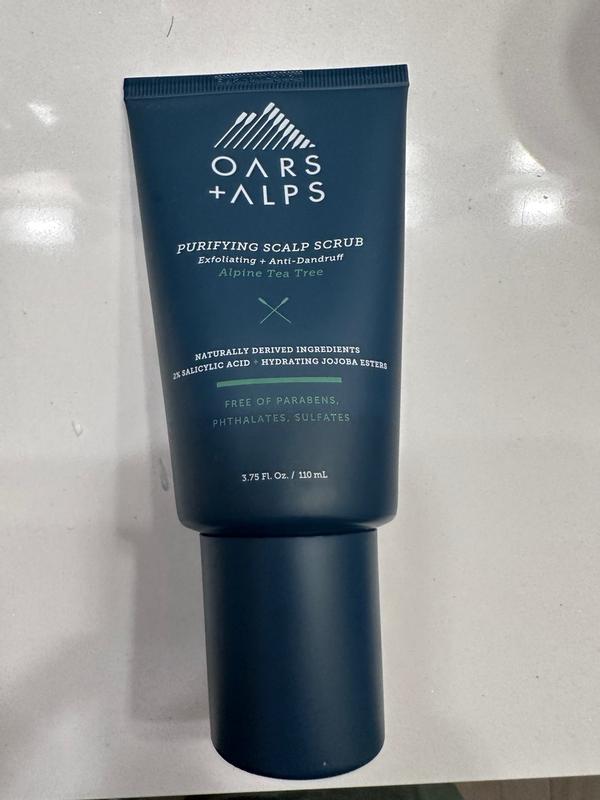 OARS
+ALPS
PURIFYING SCALP SCRUB
Exfoliating + Anti-Dandruff
Alpine Tea Tree
NATURALLY DERIVED INGREDIENTS
2% SALICYLIC ACID + HYDRATING JOJOBA ESTERS
FREE OF PARABENS,
PHTHALATES, SULFATES
3.75 Fl. Oz. / 110 mL